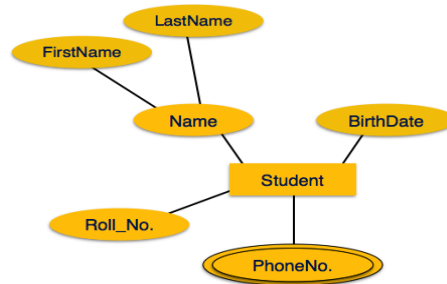 LastName
FirstName
Name
BirthDate
Student
Roll_No.
PhoneNo.